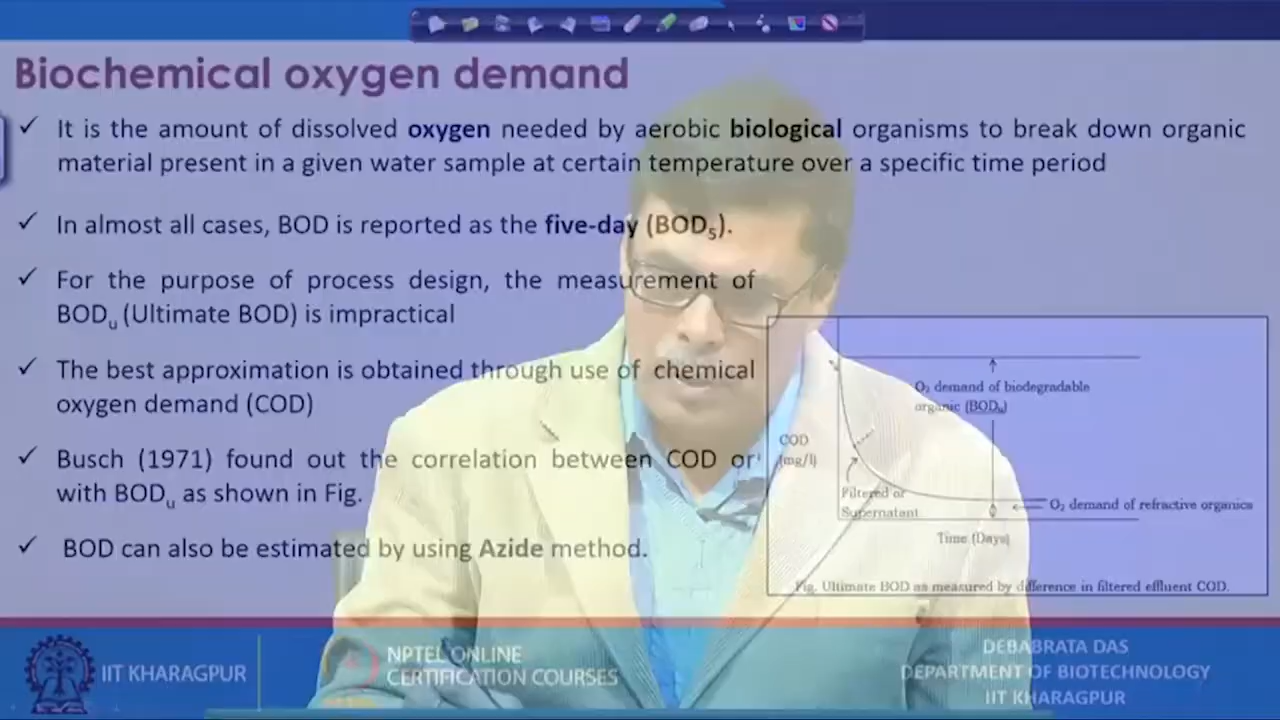 Biochemical oxygen demand
✓ It is the amount of dissolved oxygen needed by aerobic biological organisms to break down organic
material present in a given water sample at certain temperature over a specific time period
✓ In almost all cases, BOD is reported as the five-day (BOD5).
✓ For the purpose of process design, the measurement of
BODu (Ultimate BOD) is impractical
✓ The best approximation is obtained through use of chemical
oxygen demand (COD)
✓ Busch (1971) found out the correlation between COD or
with BODu as shown in Fig.
✓ BOD can also be estimated by using Azide method.
O2 demand of biodegradable
organic (BODu)
COD
(mg/l)
Filtered or
Supernatant
O2 demand of refractive organics
Time (Days)
Fig. Ultimate BOD as measured by difference in filtered effluent COD.
IIT KHARAGPUR
NPTEL ONLINE
CERTIFICATION COURSES
DEBABRATA DAS
DEPARTMENT OF BIOTECHNOLOGY
IIT KHARAGPUR